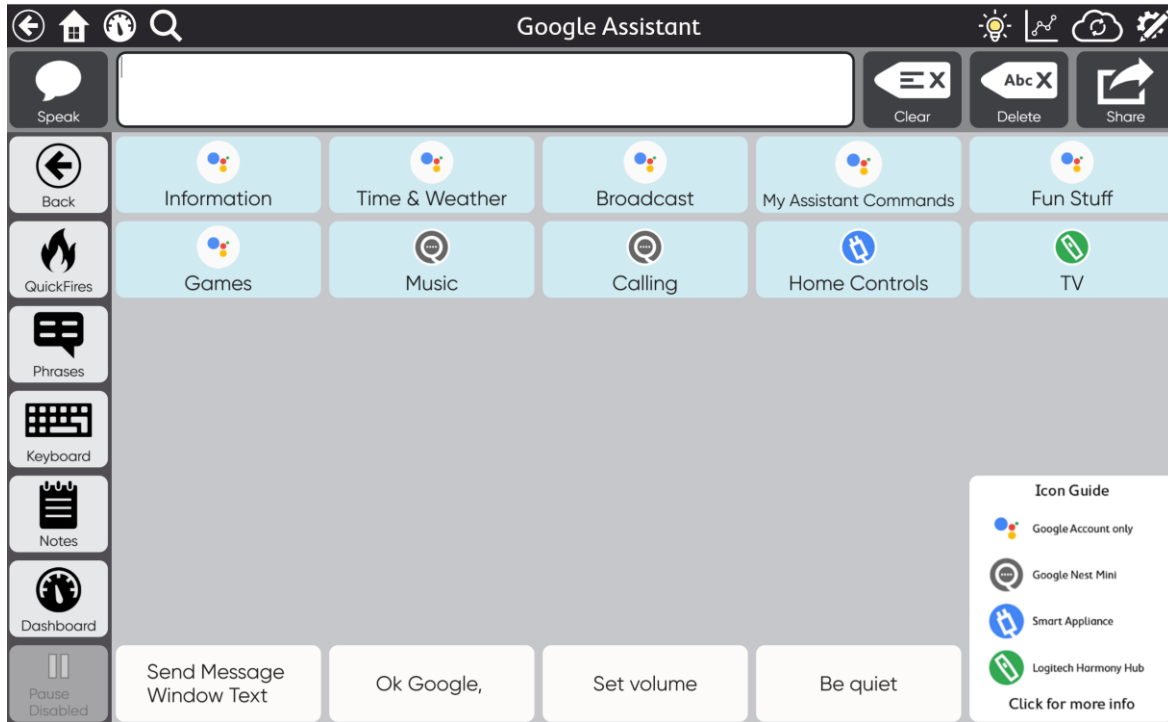 Google Assistant
Speak
Clear
Abc X
Delete
Share
Back
Information
Time & Weather
Broadcast
My Assistant Commands
Fun Stuff
QuickFires
Games
Music
Calling
Home Controls
TV
Phrases
Keyboard
Notes
Dashboard
Pause
Disabled
Send Message
Window Text
Ok Google,
Set volume
Be quiet
Icon Guide
Google Account only
Google Nest Mini
Smart Appliance
Logitech Harmony Hub
Click for more info